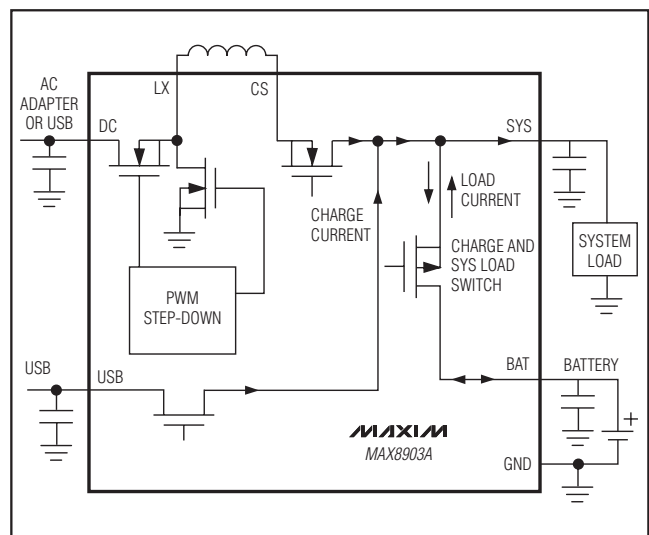 AC
ADAPTER
OR USB
LX
CS
DC
SYS
LOAD
CURRENT
CHARGE
CURRENT
CHARGE AND
SYS LOAD
SWITCH
SYSTEM
LOAD
PWM
STEP-DOWN
USB
USB
BAT
BATTERY
+
MAXIM
MAX8903A
GND